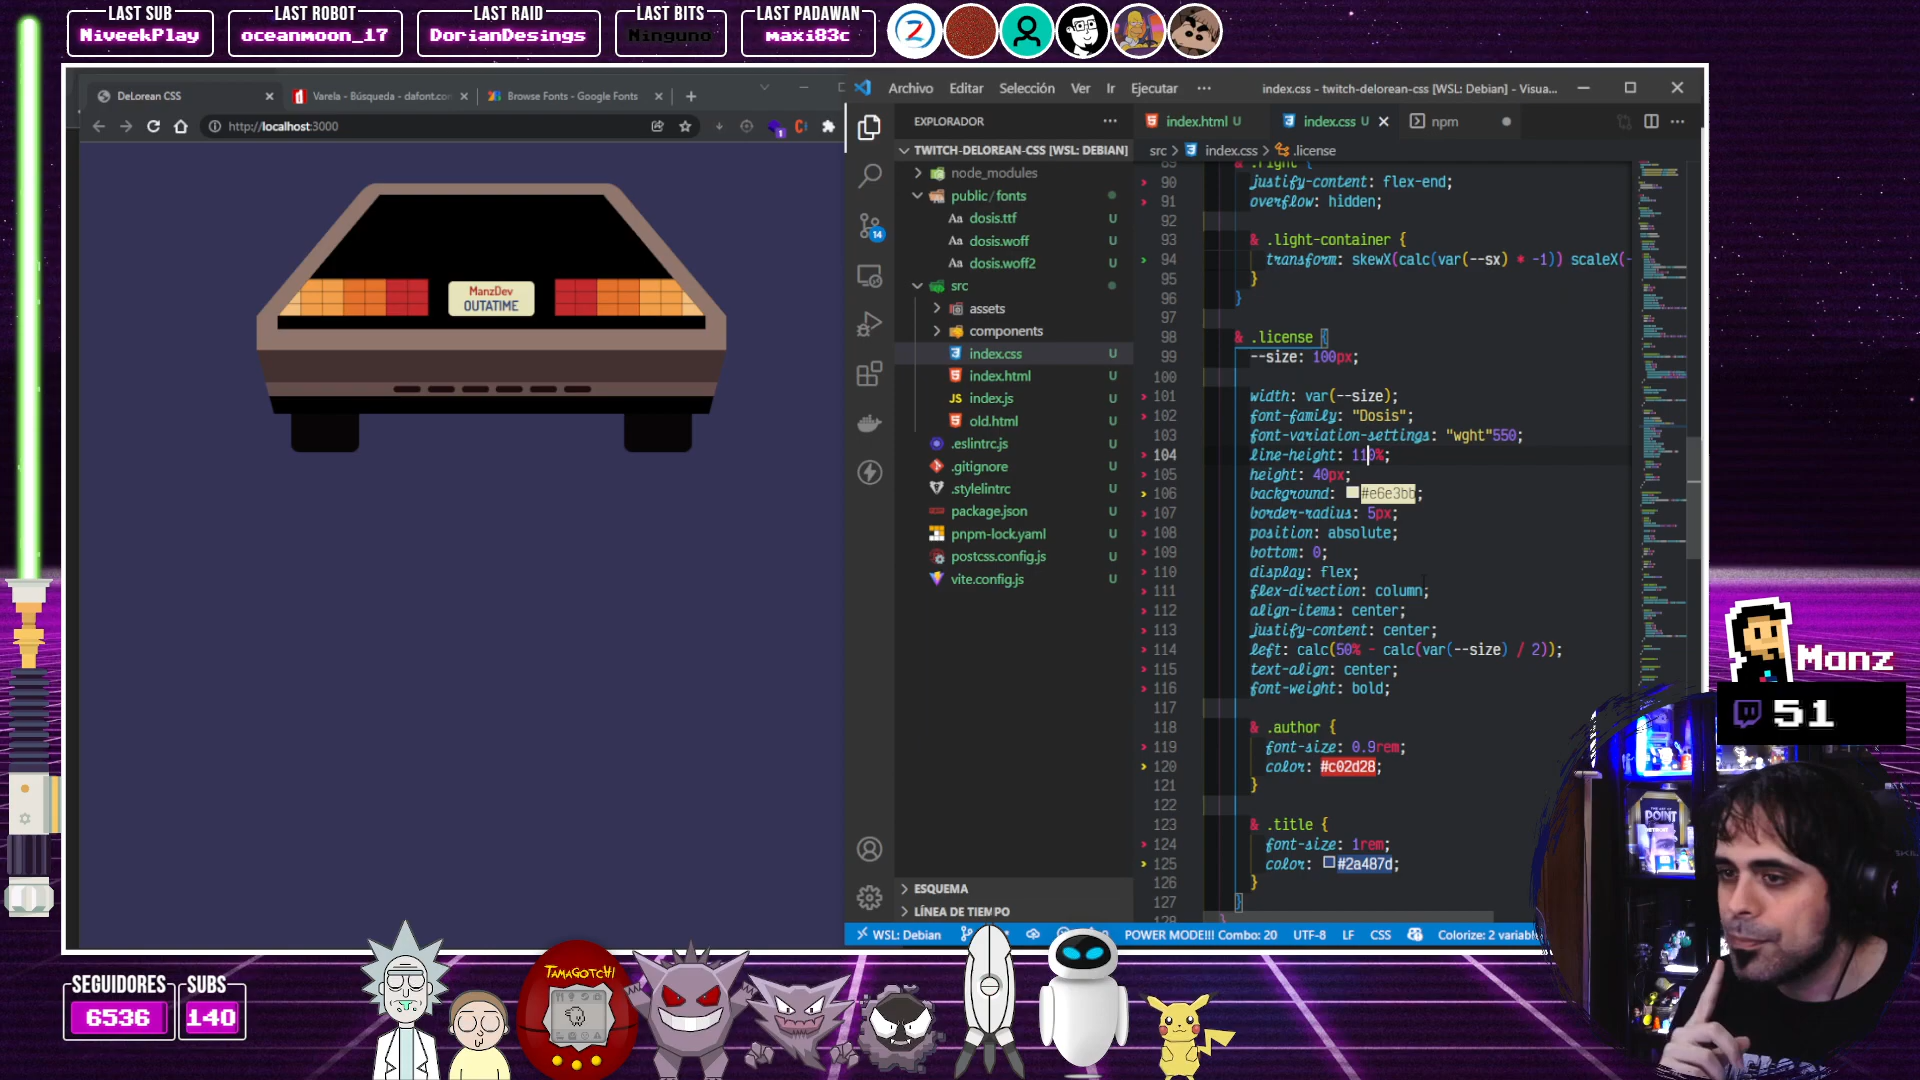 LAST SUB
NiveekPlay
LAST ROBOT
oceanmoon_17
LAST RAID
DorianDesings
LAST BITS
Ninguno
LAST PADAWAN
maxi83c
DeLorean CSS
Varela - Búsqueda - dafont.com
Browse Fonts - Google Fonts
http://localhost:3000
ManzDev
OUTATIME
Archivo Editar Selección Ver Ir Ejecutar ···
index.css - twitch-delorean-css [WSL: Debian] - Visua...
EXPLORADOR
TWITCH-DELOREAN-CSS [WSL: DEBIAN]
node_modules
public/fonts
Aa dosis.ttf U
Aa dosis.woff U
Aa dosis.woff2 U
src
assets
components
index.css U
index.html U
JS index.js U
old.html U
.eslintrc.js U
.gitignore U
.stylelintrc U
package.json U
pnpm-lock.yaml U
postcss.config.js U
vite.config.js U
ESQUEMA
LÍNEA DE TIEMPO
14
index.html U
index.css U
npm
src > index.css > .license
89 & .right {
90 justify-content: flex-end;
91 overflow: hidden;
92
93 & .light-container {
94 transform: skewX(calc(var(--sx) * -1)) scaleX(-
95 }
96 }
97
98 & .license {
99 --size: 100px;
100
101 width: var(--size);
102 font-family: "Dosis";
103 font-variation-settings: "wght"550;
104 line-height: 110%;
105 height: 40px;
106 background: #e6e3bb;
107 border-radius: 5px;
108 position: absolute;
109 bottom: 0;
110 display: flex;
111 flex-direction: column;
112 align-items: center;
113 justify-content: center;
114 left: calc(50% - calc(var(--size) / 2));
115 text-align: center;
116 font-weight: bold;
117
118 & .author {
119 font-size: 0.9rem;
120 color: #c02d28;
121 }
122
123 & .title {
124 font-size: 1rem;
125 color: #2a487d;
126 }
127 }
128 }
WSL: Debian
POWER MODE!!! Combo: 20
UTF-8
LF
CSS
Colorize: 2 variabl
Manz
51
POINT
SEGUIDORES
6536
SUBS
140
TAMAGOTCHI